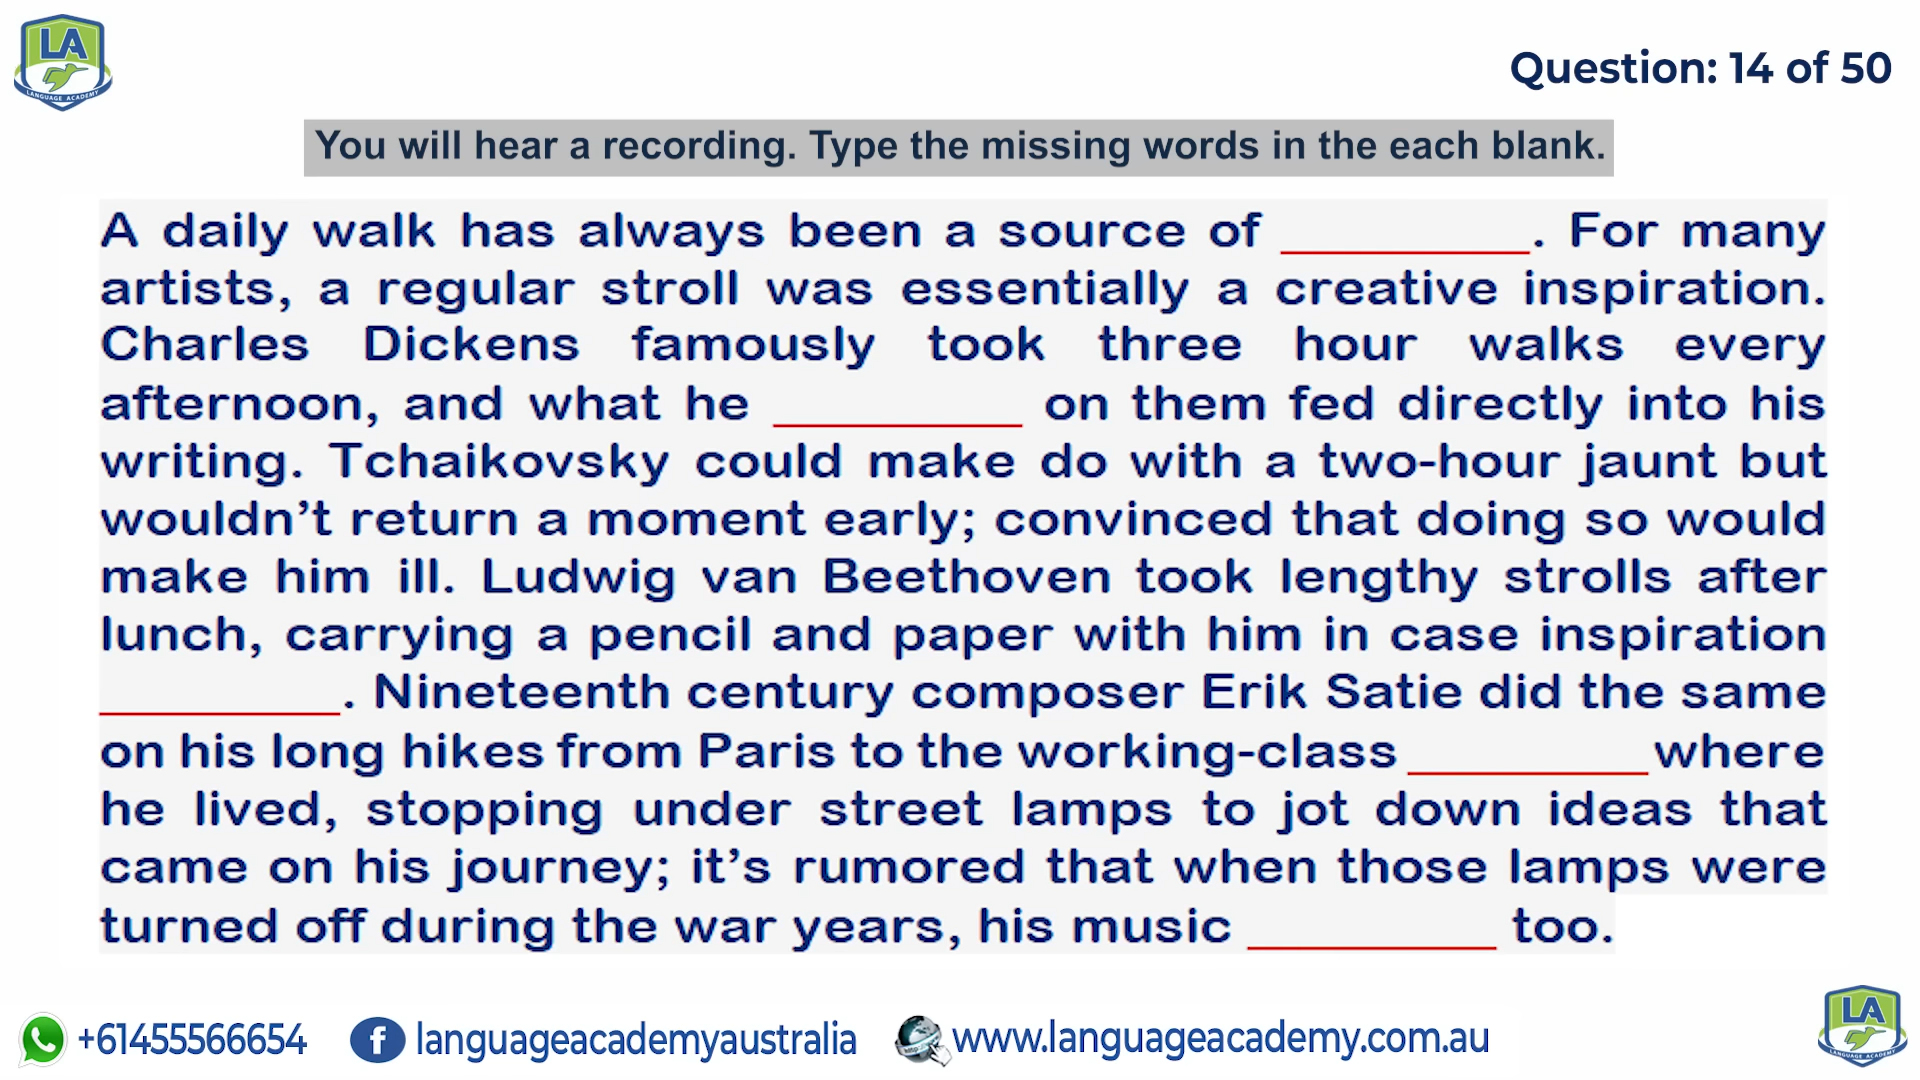 LA
LANGUAGE ACADEMY
Question: 14 of 50
You will hear a recording. Type the missing words in the each blank.
A daily walk has always been a source of __________. For many
artists, a regular stroll was essentially a creative inspiration.
Charles Dickens famously took three hour walks every
afternoon, and what he __________ on them fed directly into his
writing. Tchaikovsky could make do with a two-hour jaunt but
wouldn’t return a moment early; convinced that doing so would
make him ill. Ludwig van Beethoven took lengthy strolls after
lunch, carrying a pencil and paper with him in case inspiration
__________. Nineteenth century composer Erik Satie did the same
on his long hikes from Paris to the working-class __________ where
he lived, stopping under street lamps to jot down ideas that
came on his journey; it’s rumored that when those lamps were
turned off during the war years, his music __________ too.
+61455566654 languageacademyaustralia www.languageacademy.com.au
LA
LANGUAGE ACADEMY